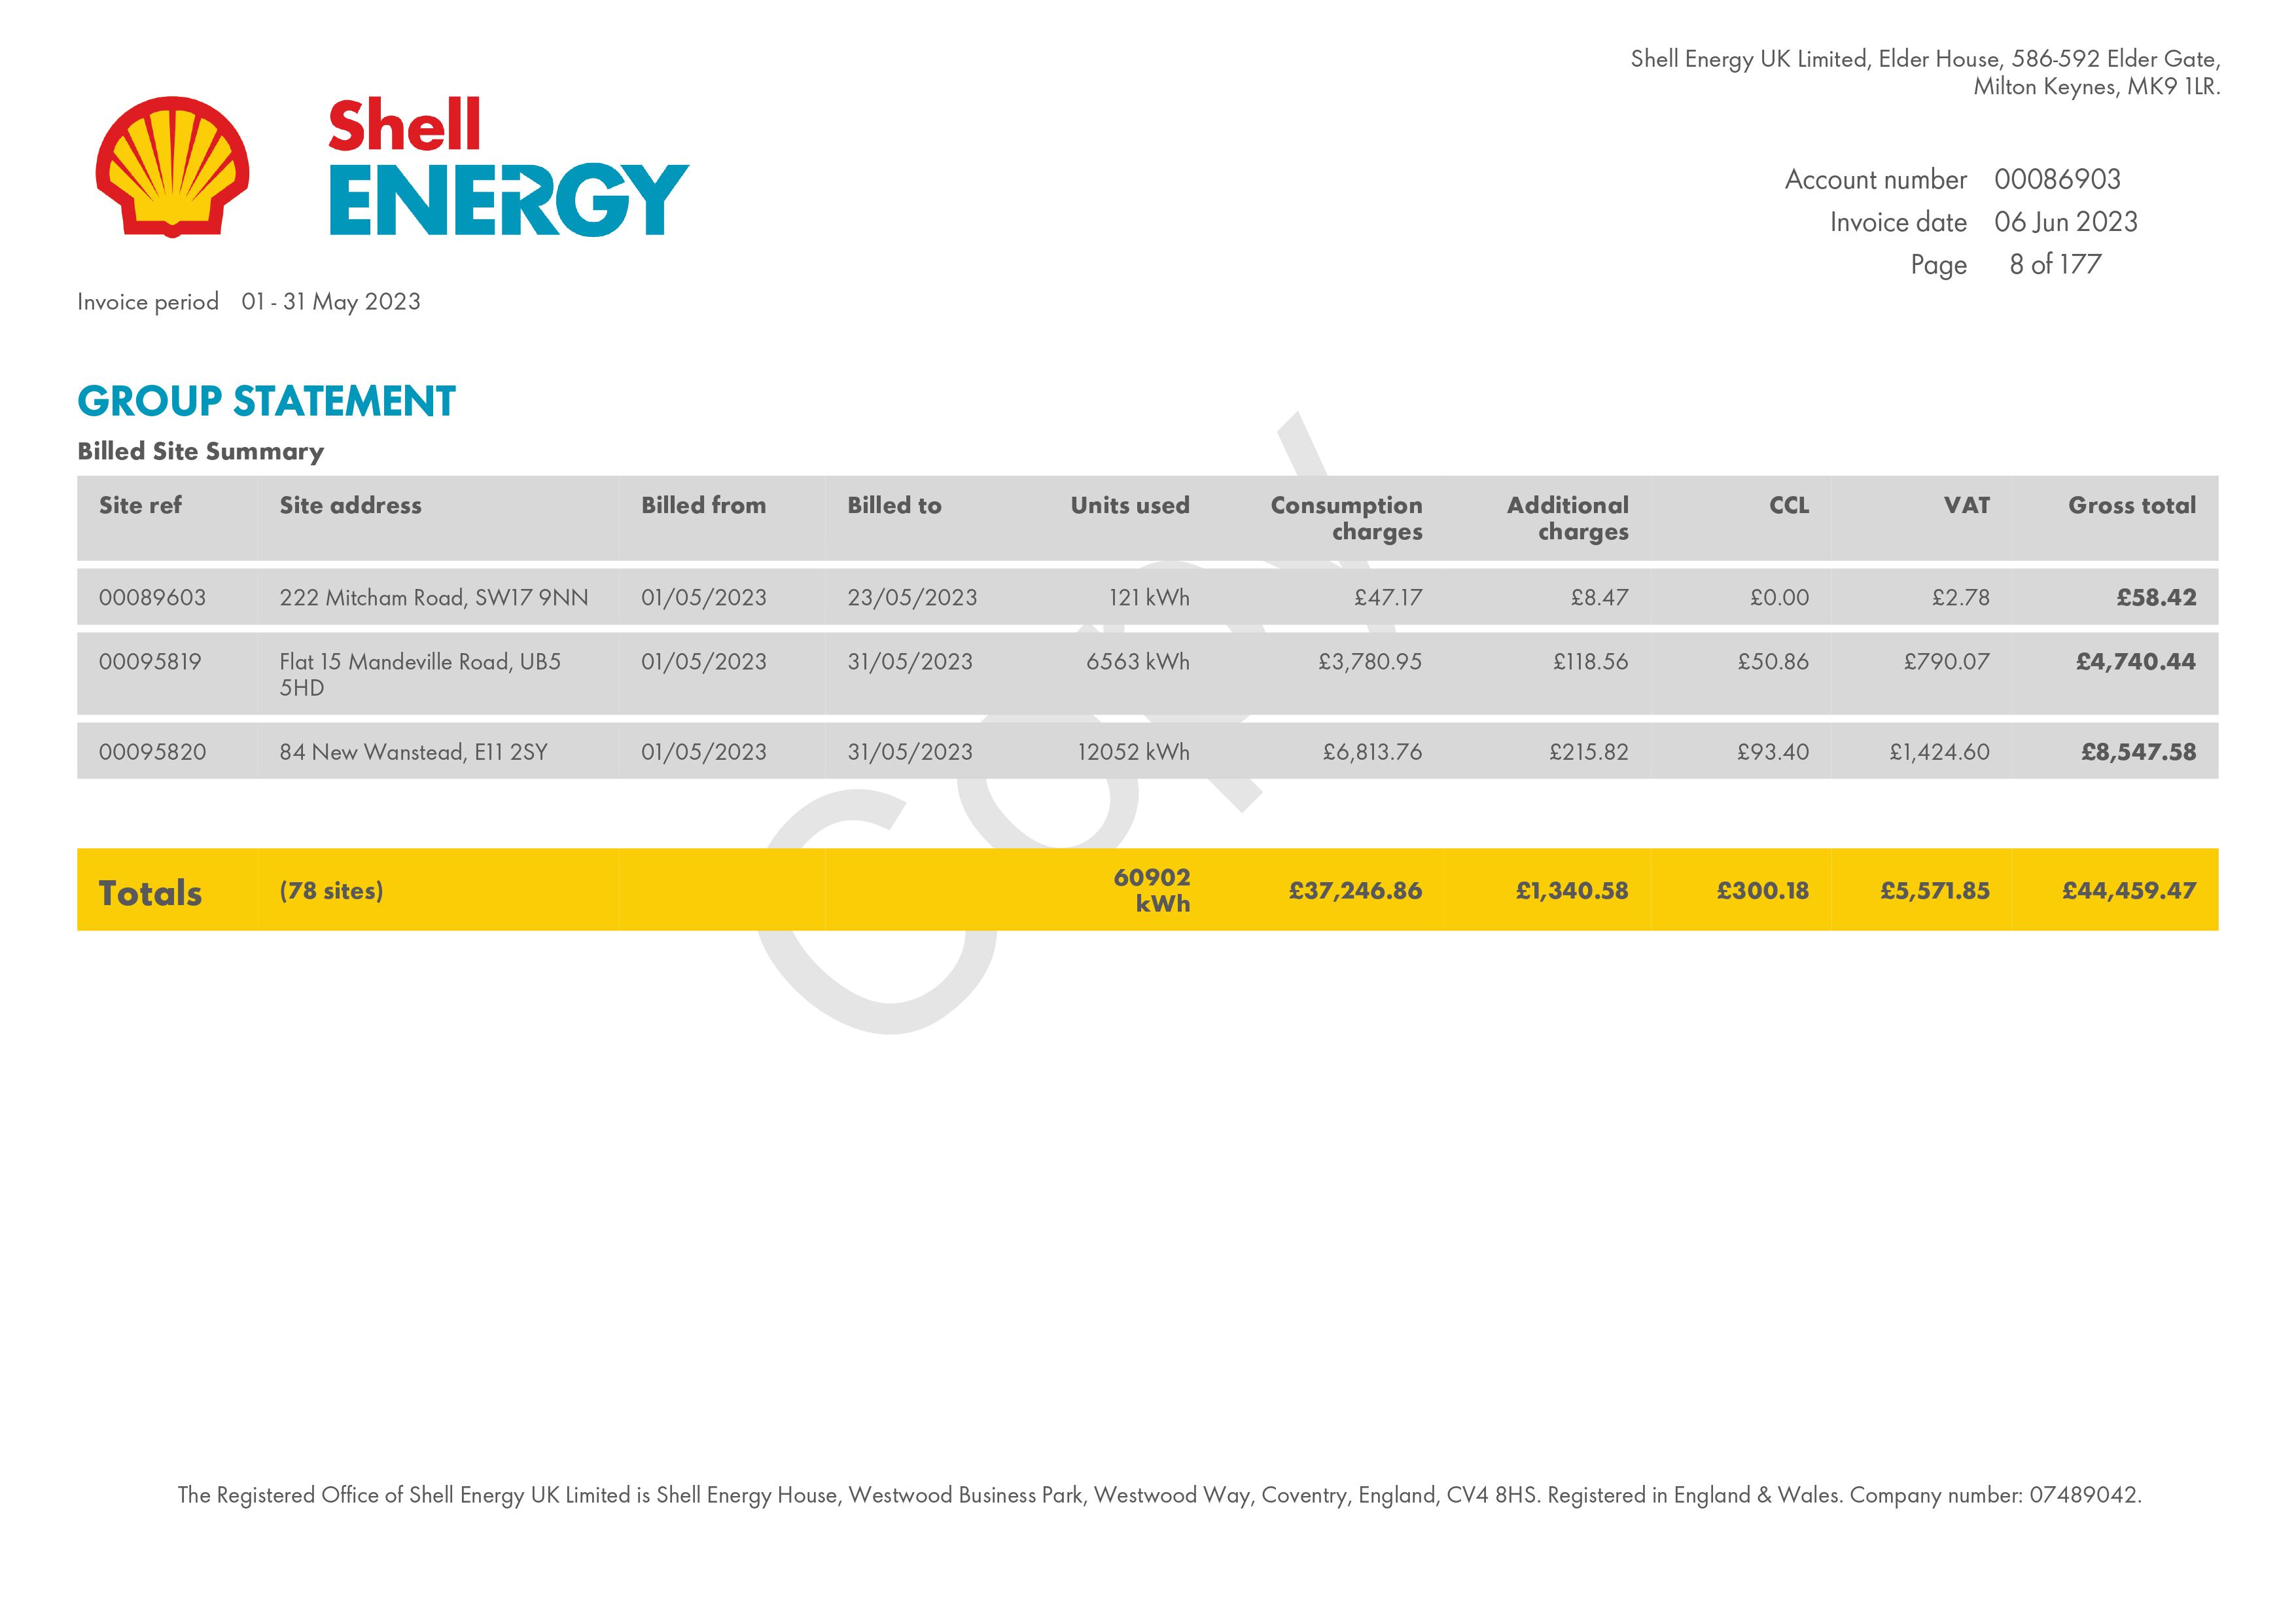 Shell Energy UK Limited, Elder House, 586-592 Elder Gate,
Milton Keynes, MK9 1LR.
Shell
ENERGY
Account number 00086903
Invoice date 06 Jun 2023
Page 8 of 177
Invoice period 01 - 31 May 2023
GROUP STATEMENT
Billed Site Summary
Site ref Site address Billed from Billed to Units used Consumption charges Additional charges CCL VAT Gross total
00089603 222 Mitcham Road, SW17 9NN 01/05/2023 23/05/2023 121 kWh £47.17 £8.47 £0.00 £2.78 £58.42
00095819 Flat 15 Mandeville Road, UB5 5HD 01/05/2023 31/05/2023 6563 kWh £3,780.95 £118.56 £50.86 £790.07 £4,740.44
00095820 84 New Wanstead, E11 2SY 01/05/2023 31/05/2023 12052 kWh £6,813.76 £215.82 £93.40 £1,424.60 £8,547.58
Totals (78 sites) 60902 kWh £37,246.86 £1,340.58 £300.18 £5,571.85 £44,459.47
Copy
The Registered Office of Shell Energy UK Limited is Shell Energy House, Westwood Business Park, Westwood Way, Coventry, England, CV4 8HS. Registered in England & Wales. Company number: 07489042.